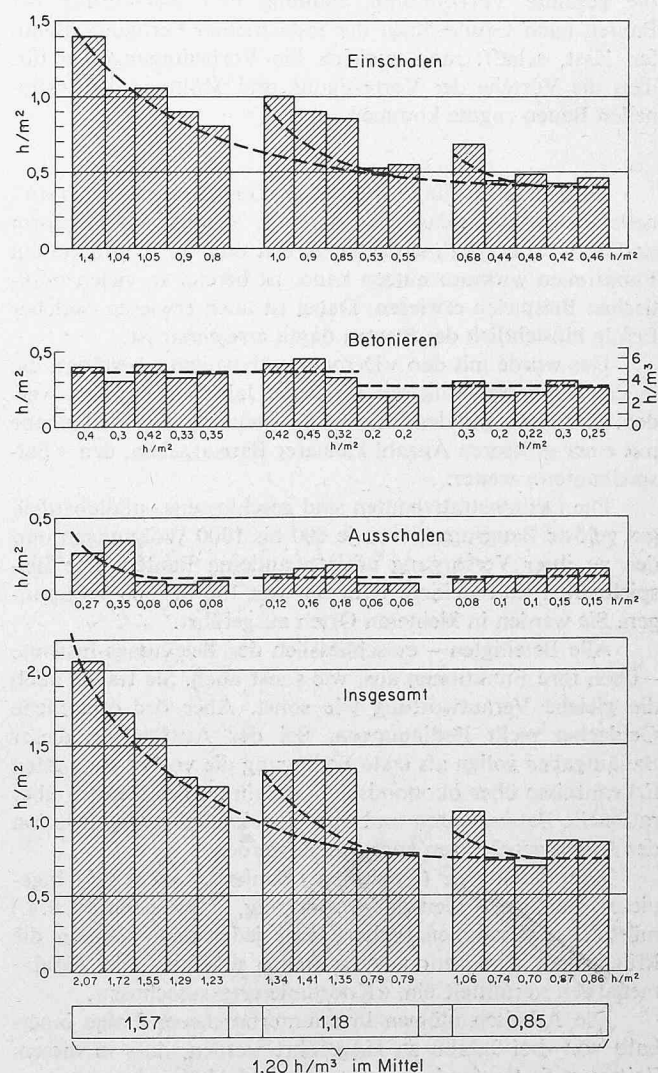 1,5
Einschalen
1,0
h/m²
0,5
0
1,4 1,04 1,05 0,9 0,8 1,0 0,9 0,85 0,53 0,55 0,68 0,44 0,48 0,42 0,46 h/m²
Betonieren
0,5 6
h/m² 4 h/m³
2
0 0
0,4 0,3 0,42 0,33 0,35 0,42 0,45 0,32 0,2 0,2 0,3 0,2 0,22 0,3 0,25
h/m² h/m² h/m²
0,5
Ausschalen
h/m²
0
0,27 0,35 0,08 0,06 0,08 0,12 0,16 0,18 0,06 0,06 0,08 0,1 0,1 0,15 0,15 h/m²
2,0
Insgesamt
1,5
h/m²
1,0
0,5
0
2,07 1,72 1,55 1,29 1,23 1,34 1,41 1,35 0,79 0,79 1,06 0,74 0,70 0,87 0,86 h/m²
1,57 1,18 0,85
1,20 h/m³ im Mittel